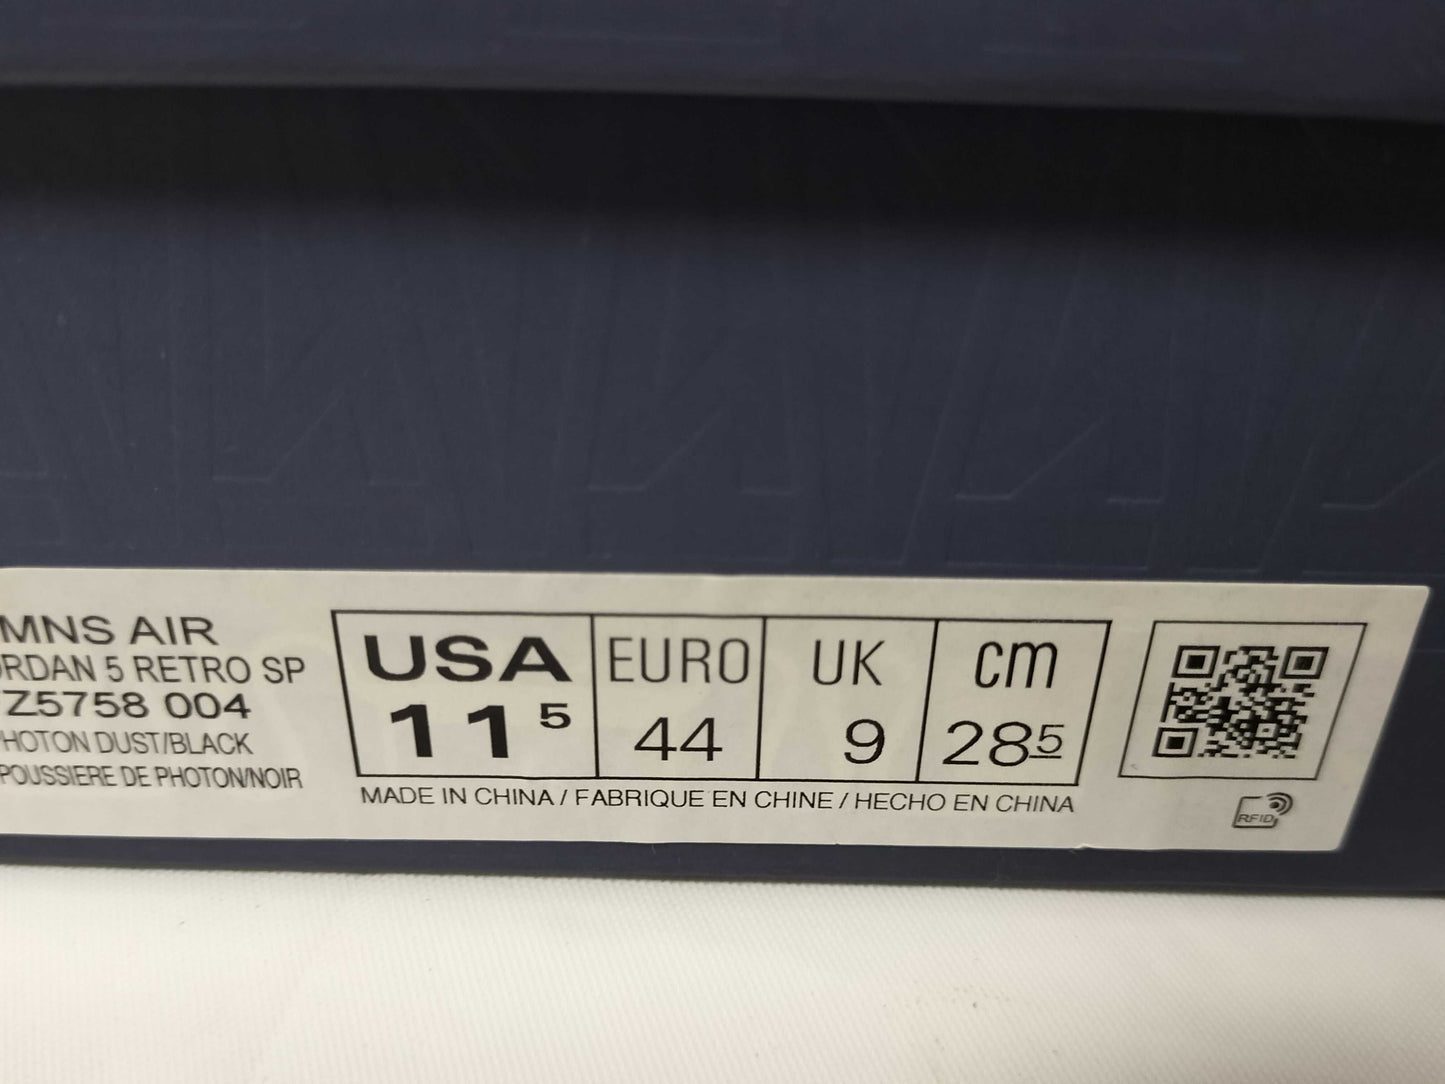 MNS AIR
RDAN 5 RETRO SP
Z5758 004
HOTON DUST/BLACK
POUSSIERE DE PHOTON/NOIR
USA EURO UK cm
11 5 44 9 28 5
MADE IN CHINA / FABRIQUE EN CHINE / HECHO EN CHINA
RFID